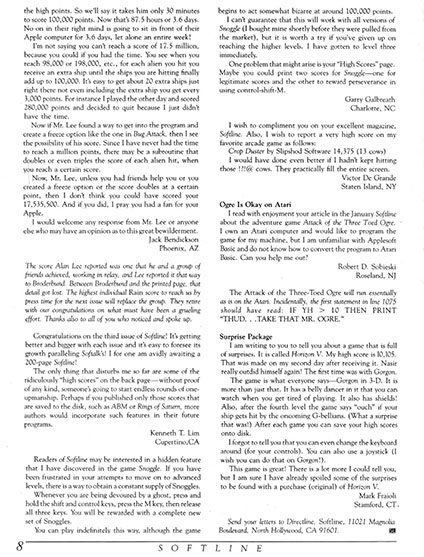 the high points. So we'll say it takes him only 30 minutes
to score 100,000 points. Now that's 87.5 hours or 3.6 days.
No on in their right mind is going to sit in front of their
Apple computer for 3.6 days, let alone an entire week!
I'm not saying you can't reach a score of 17.5 million,
because you could if you had the time. You see when you
reach 98,000 or 198,000, etc., for each alien you hit you
receive an extra ship until the ships you are hitting finally
add up to 100,000. It's easy to get about 20 extra ships just
right there not even including the extra ship you get every
3,000 points. For instance I played the other day and scored
280,000 points and decided to quit because I just didn't
have the time.
Now if Mr. Lee found a way to get into the program and
create a freeze option like the one in Bug Attack, then I see
the possibility of his score. Since I have never had the time
to reach a million points, there may be a subroutine that
doubles or even triples the score of each alien hit, when
you reach a certain score.
Now, Mr. Lee, unless you had friends help you or you
created a freeze option or the score doubles at a certain
point, then I don't think you could have scored your
17,535,500. And if you did, I pray you had a fan for your
Apple.
I would welcome any response from Mr. Lee or anyone
else who may have an opinion as to this great bewilderment.
Jack Bendickson
Phoenix, AZ
The score Alan Lee reported was one that he and a group of
friends achieved, working in relay, and Lee reported it that way
to Brøderbund. Between Brøderbund and the printed page, that
detail got lost. The highest individual Raster score to reach us by
press time for the next issue will replace the group. They retire
with our congratulations on what must have been a grueling
effort. Thanks also to all of you who noticed and spoke up.
Congratulations on the third issue of Softline! It's getting
better and bigger with each issue and it's easy to foresee its
growth paralleling Softalk's! I for one am avidly awaiting a
200-page Softline!
The only thing that disturbs me so far are some of the
ridiculously "high scores" on the back page—without proof
of any kind, someone's going to start endless rounds of one-
upmanship. Perhaps if you published only those scores that
are saved to the disk, such as ABM or Rings of Saturn, more
authors would incorporate such features in their future
programs.
Kenneth T. Lim
Cupertino, CA
Readers of Softline may be interested in a hidden feature
that I have discovered in the game Snoggle. If you have
been frustrated in your attempts to move on to advanced
levels, there is a way to obtain a constant supply of Snoggles.
Whenever you are being devoured by a ghost, press and
hold the shift and control keys, press the M key, then release
all three keys. You will be rewarded with a complete new
set of Snoggles.
You can play indefinitely this way, although the game
begins to act somewhat bizarre at around 100,000 points.
I can't guarantee that this will work with all versions of
Snoggle (I bought mine shortly before they were pulled from
the market), but it is worth a try if you've given up on
reaching the higher levels. I have gotten to level three
immediately.
One problem that might arise is your "High Scores" page.
Maybe you could print two scores for Snoggle—one for
legitimate scores and the other to reward perseverance in
using control-shift-M.
Garry Galbreath
Charlotte, NC
I wish to compliment you on your excellent magazine,
Softline. Also, I wish to report a very high score on my
favorite arcade game as follows:
Crop Duster by Slipshod Software 14,375 (13 cows)
I would have done even better if I hadn't kept hitting
those !!!@ cows. They practically fill the entire screen.
Victor De Grande
Staten Island, NY
Ogre Is Okay on Atari
I read with enjoyment your article in the January Softline
about the adventure game Attack of the Three Toed Ogre.
I own an Atari computer and would like to program the
game for my machine, but I am unfamiliar with Applesoft
Basic and do not know how to convert the program to Atari
Basic. Can you help me out?
Robert D. Sobieski
Roseland, NJ
The Attack of the Three-Toed Ogre will run essentially
as is on the Atari. Incidentally, the first statement in line 1075
should have read: IF YH > 10 THEN PRINT
"THUD. . .TAKE THAT MR. OGRE."
Surprise Package
I am writing to you to tell you about a game that is full
of surprises. It is called Horizon V. My high score is 10,105.
That was made on my second day after receiving it. Nasir
really outdid himself again! The first time was with Gorgon.
The game is what everyone says—Gorgon in 3-D. It is
more than just that. It has a belly dancer in it that you can
watch when you get tired of playing. It also has shields!
Also, after the fourth level the game says "ouch" if your
ship gets hit by the oncoming G-bellians. (What a surprise
that was!) After each game you can save your high scores
onto disk.
I forgot to tell you that you can even change the keyboard
around (for your controls). You can also use a joystick (I
wish you could do that on Gorgon!).
This game is great! There is a lot more I could tell you,
but I am sure I have already spoiled some of the surprises
to be found with a purchase (original) of Horizon V.
Mark Fraioli
Stamford, CT
Send your letters to Directline, Softline, 11021 Magnolia
Boulevard, North Hollywood, CA 91601.
8
SOFTLINE